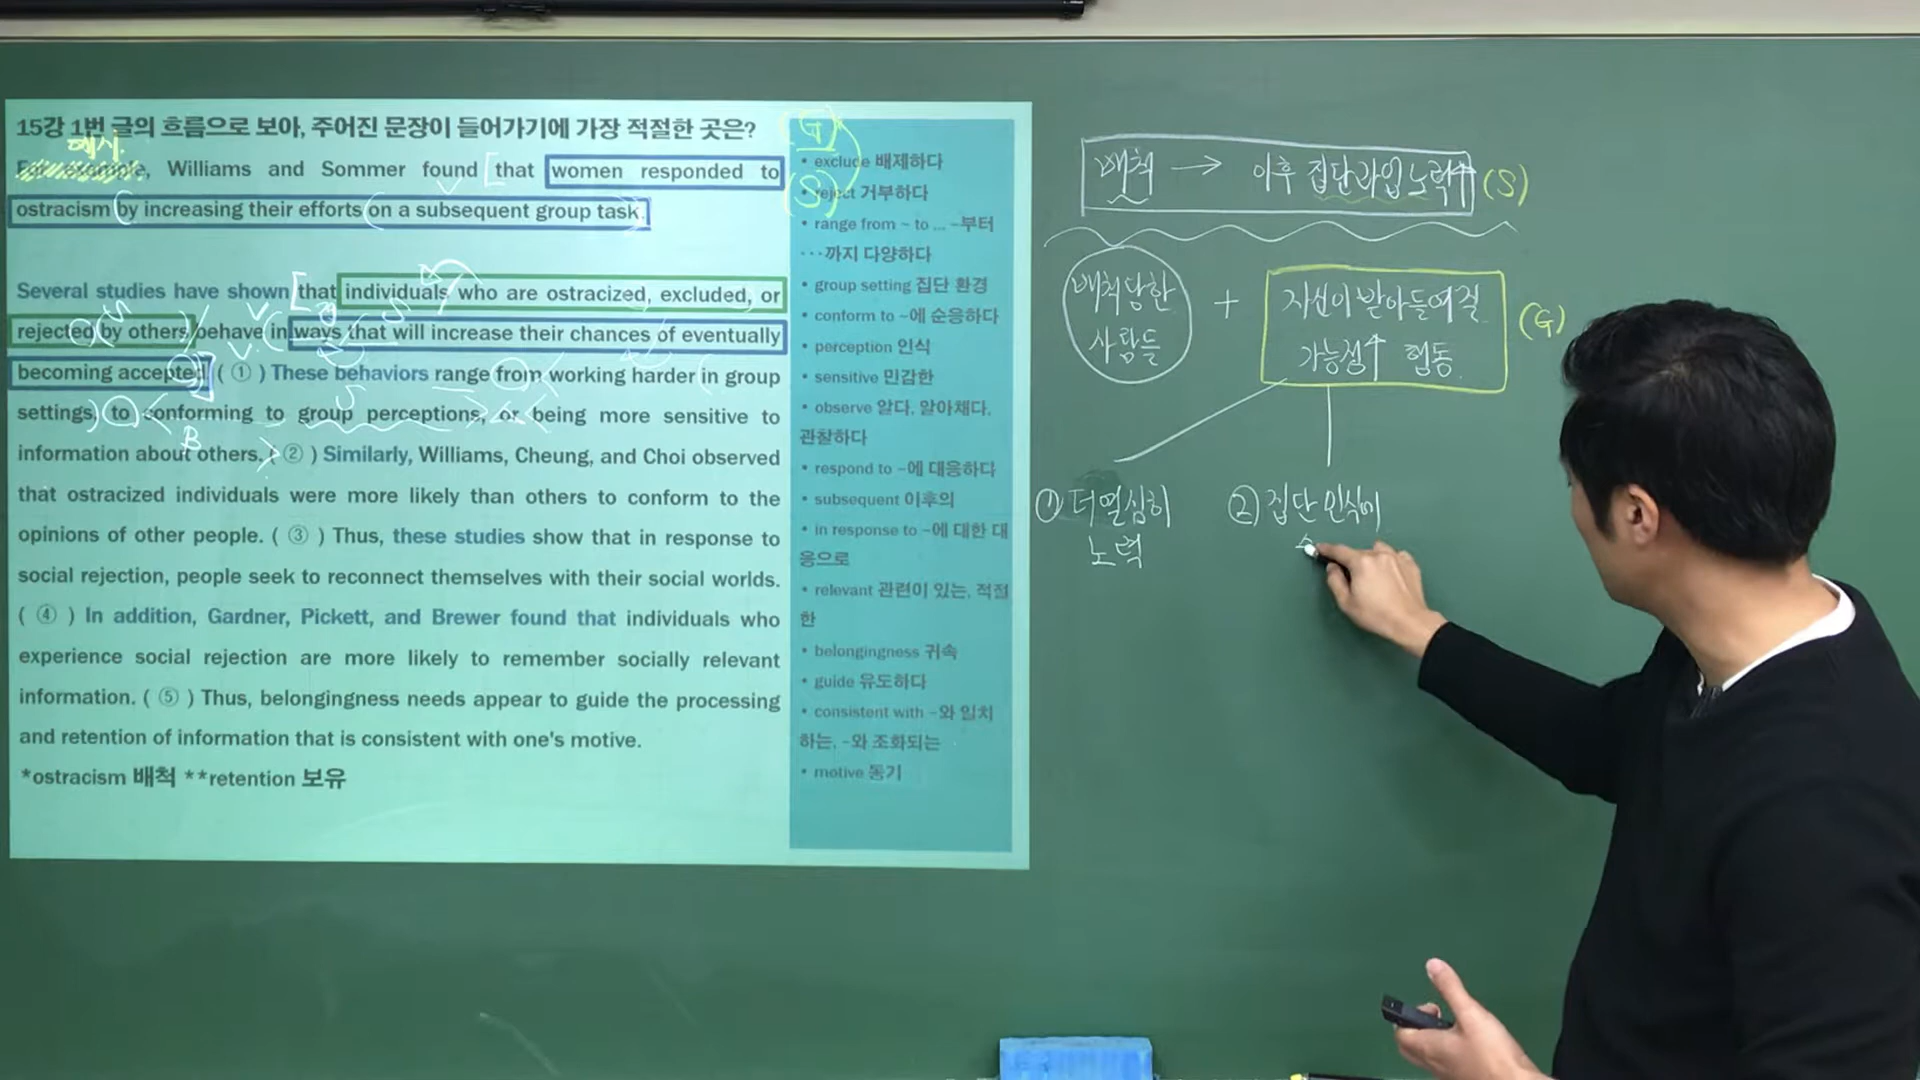 15강 1번 글의 흐름으로 보아, 주어진 문장이 들어가기에 가장 적절한 곳은?
예시.
For example, Williams and Sommer found that women responded to
ostracism by increasing their efforts on a subsequent group task.
Several studies have shown that individuals who are ostracized, excluded, or
rejected by others behave in ways that will increase their chances of eventually
becoming accepted. ( ① ) These behaviors range from working harder in group
settings, to conforming to group perceptions, or being more sensitive to
information about others. ( ② ) Similarly, Williams, Cheung, and Choi observed
that ostracized individuals were more likely than others to conform to the
opinions of other people. ( ③ ) Thus, these studies show that in response to
social rejection, people seek to reconnect themselves with their social worlds.
( ④ ) In addition, Gardner, Pickett, and Brewer found that individuals who
experience social rejection are more likely to remember socially relevant
information. ( ⑤ ) Thus, belongingness needs appear to guide the processing
and retention of information that is consistent with one's motive.
*ostracism 배척 **retention 보유
(G)
(S)
• exclude 배제하다
• reject 거부하다
• range from ~ to ... ~부터
···까지 다양하다
• group setting 집단 환경
• conform to ~에 순응하다
• perception 인식
• sensitive 민감한
• observe 알다, 알아채다,
관찰하다
• respond to ~에 대응하다
• subsequent 이후의
• in response to ~에 대한 대
응으로
• relevant 관련이 있는, 적절
한
• belongingness 귀속
• guide 유도하다
• consistent with ~와 일치
하는, ~와 조화되는
• motive 동기
배척 → 이후 집단과업노력↑ (S)
배척당한
사람들
+
자신이 받아들여질
가능성↑ 협동.
(G)
① 더열심히
노력
② 집단인식에